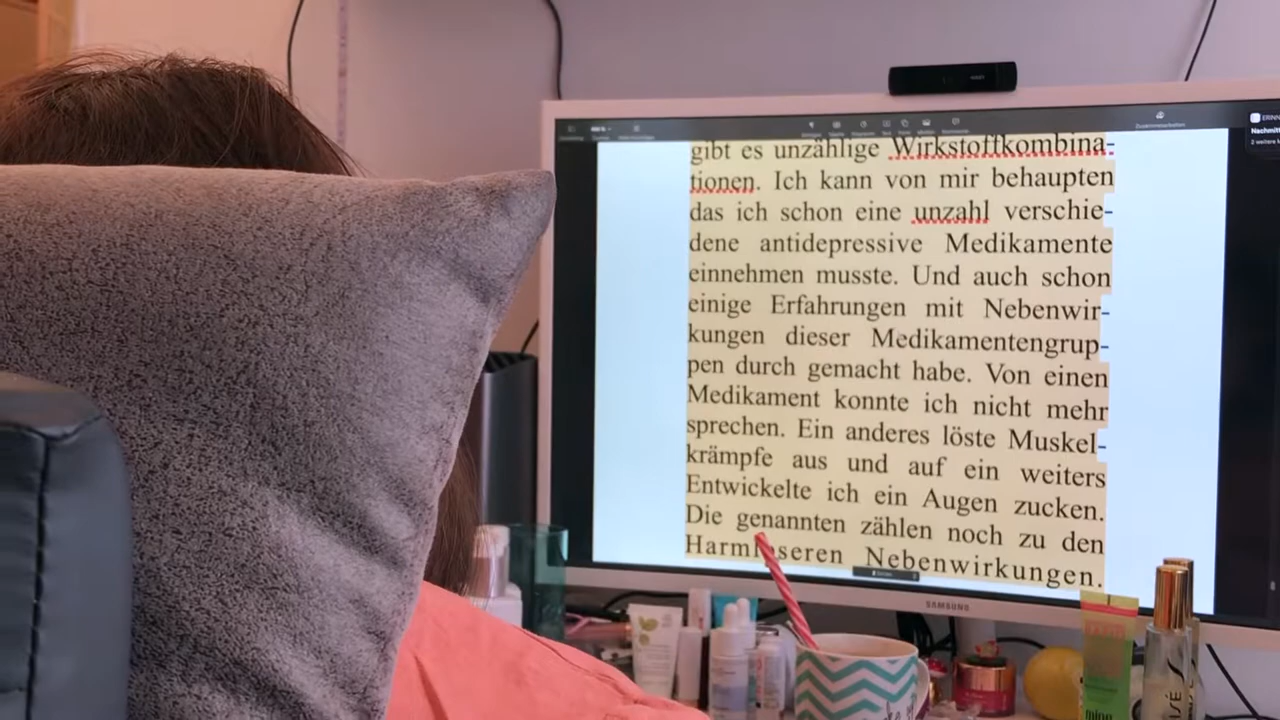 gibt es unzählige Wirkstoffkombina-
tionen. Ich kann von mir behaupten
das ich schon eine unzahl verschie-
dene antidepressive Medikamente
einnehmen musste. Und auch schon
einige Erfahrungen mit Nebenwir-
kungen dieser Medikamentengrup-
pen durch gemacht habe. Von einen
Medikament konnte ich nicht mehr
sprechen. Ein anderes löste Muskel-
krämpfe aus und auf ein weiters
Entwickelte ich ein Augen zucken.
Die genannten zählen noch zu den
Harmloseren Nebenwirkungen.
SAMSUNG